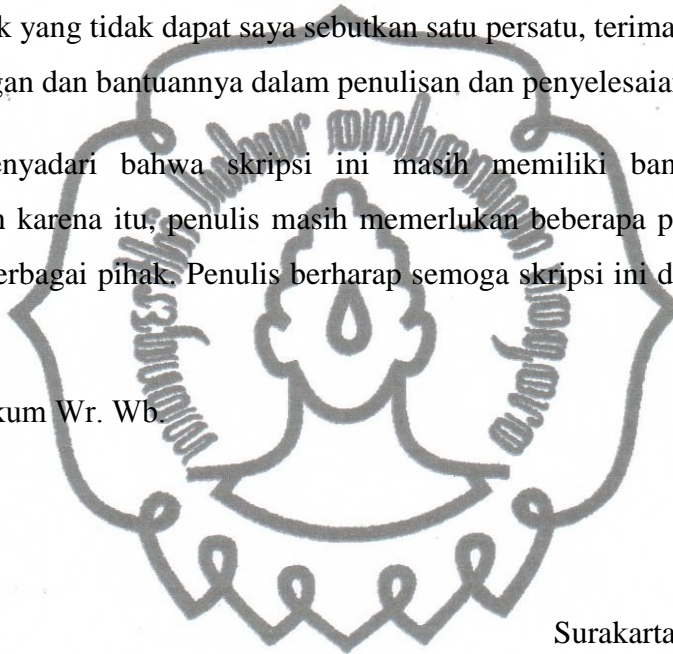 k yang tidak dapat saya sebutkan satu persatu, terima
gan dan bantuannya dalam penulisan dan penyelesaian
enyadari bahwa skripsi ini masih memiliki ban
n karena itu, penulis masih memerlukan beberapa p
erbagai pihak. Penulis berharap semoga skripsi ini d
kum Wr. Wb.
Surakarta